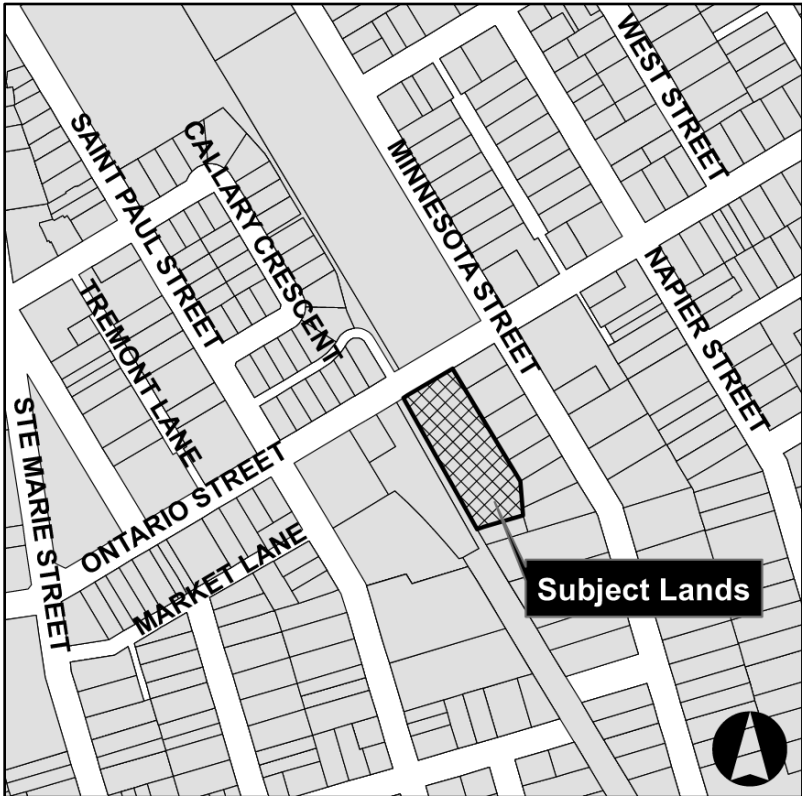 WEST STREET
SAINT PAUL STREET
CALLARY CRESCENT
MINNESOTA STREET
NAPIER STREET
TREMONT LANE
STE MARIE STREET
ONTARIO STREET
MARKET LANE
Subject Lands